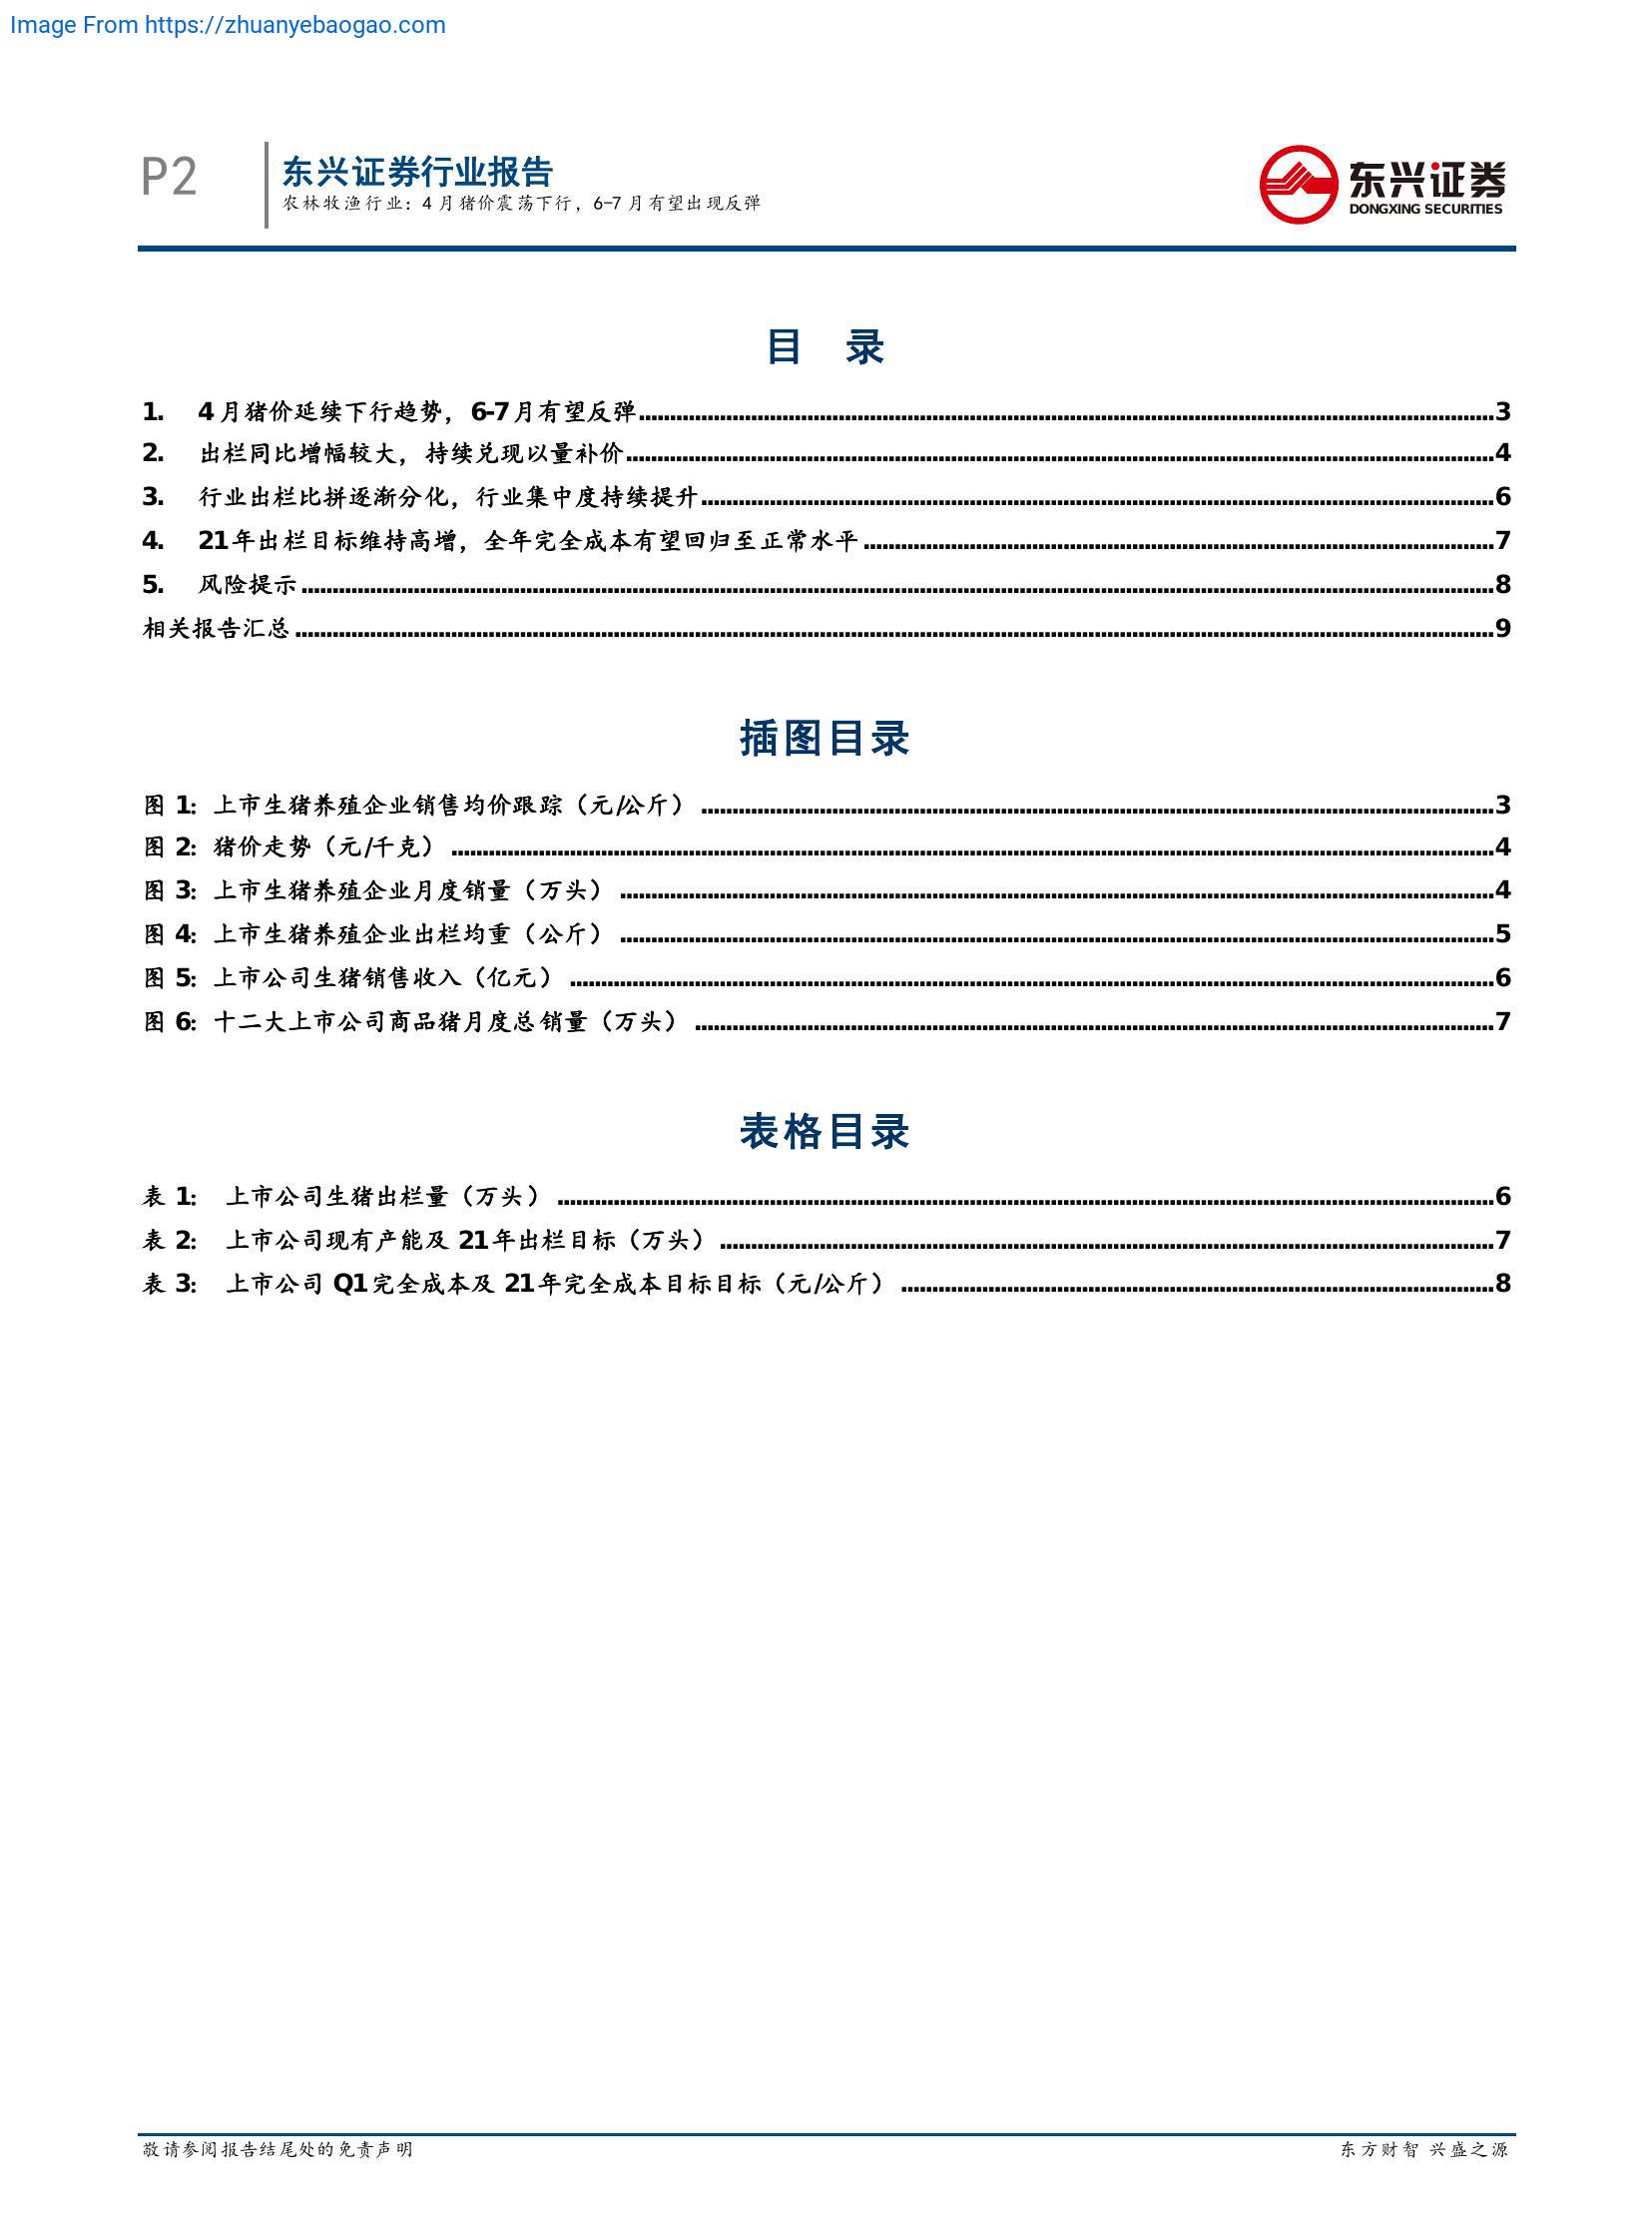 Image From https://zhuanyebaogao.com
P2
东兴证券行业报告
农林牧渔行业：4 月猪价震荡下行，6-7 月有望出现反弹
东兴证券
DONGXING SECURITIES
目 录
1. 4 月猪价延续下行趋势，6-7 月有望反弹 3
2. 出栏同比增幅较大，持续兑现以量补价 4
3. 行业出栏比拼逐渐分化，行业集中度持续提升 6
4. 21 年出栏目标维持高增，全年完全成本有望回归至正常水平 7
5. 风险提示 8
相关报告汇总 9
插图目录
图 1：上市生猪养殖企业销售均价跟踪（元/公斤） 3
图 2：猪价走势（元/千克） 4
图 3：上市生猪养殖企业月度销量（万头） 4
图 4：上市生猪养殖企业出栏均重（公斤） 5
图 5：上市公司生猪销售收入（亿元） 6
图 6：十二大上市公司商品猪月度总销量（万头） 7
表格目录
表 1： 上市公司生猪出栏量（万头） 6
表 2： 上市公司现有产能及 21 年出栏目标（万头） 7
表 3： 上市公司 Q1 完全成本及 21 年完全成本目标目标（元/公斤） 8
敬请参阅报告结尾处的免责声明
东方财智 兴盛之源